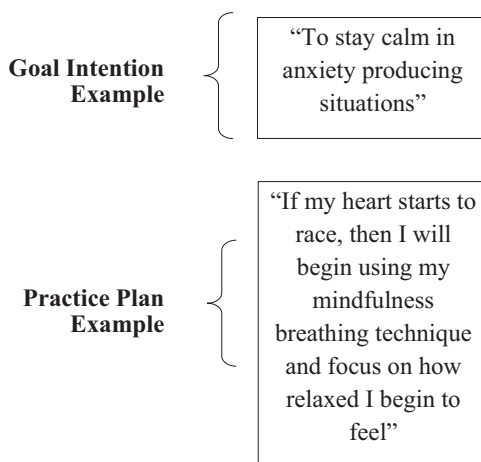 Goal Intention
Example
“To stay calm in
anxiety producing
situations”
Practice Plan
Example
“If my heart starts to
race, then I will
begin using my
mindfulness
breathing technique
and focus on how
relaxed I begin to
feel”